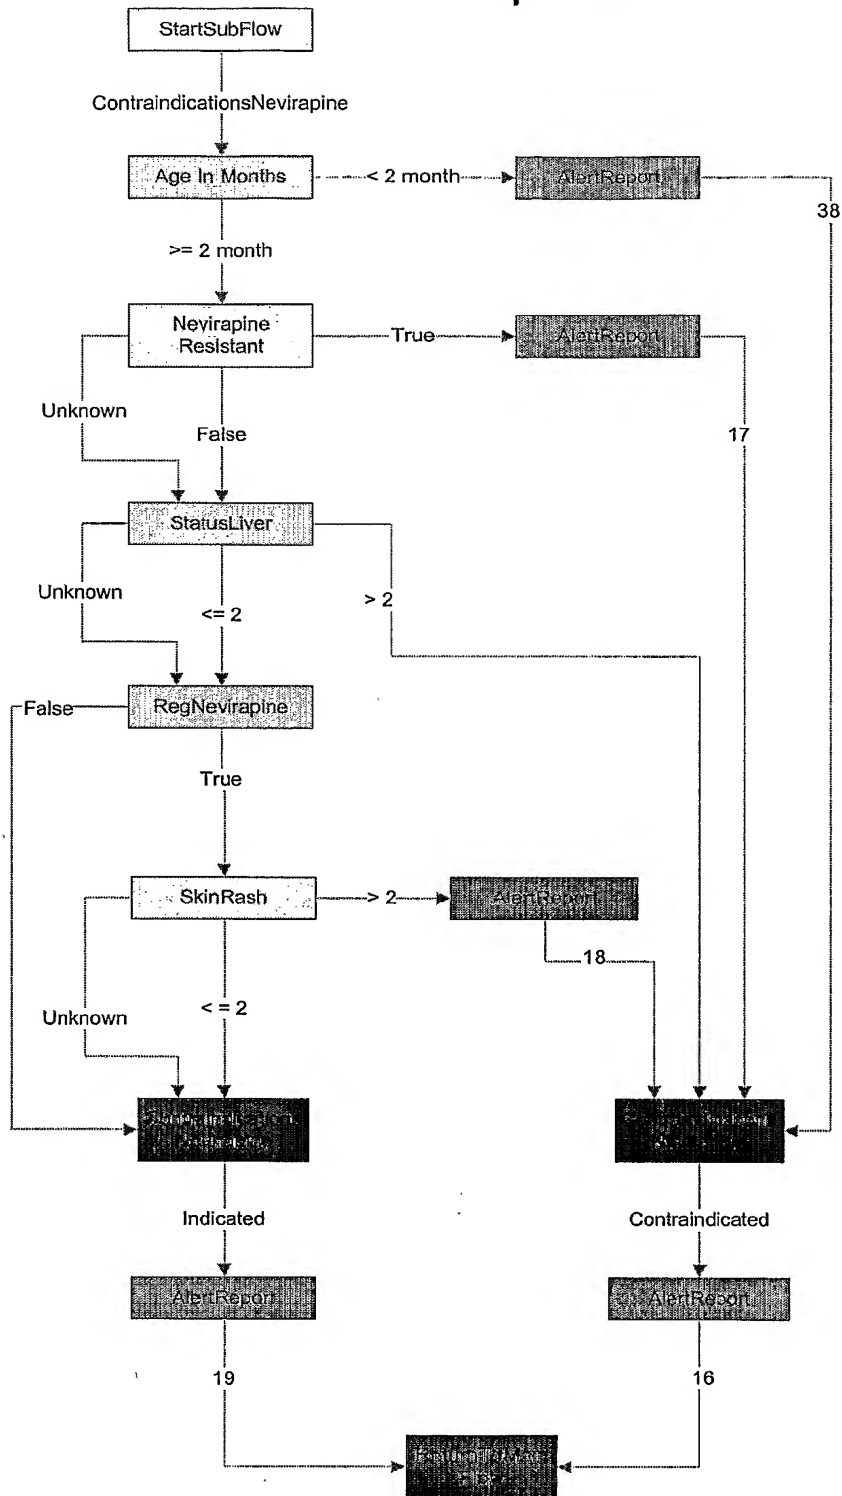 StartSubFlow
ContraindicationsNevirapine
Age In Months
< 2 month
AlertReport
38
>= 2 month
Nevirapine
Resistant
True
AlertReport
Unknown
False
17
StatusLiver
Unknown
<= 2
> 2
False
RegNevirapine
True
SkinRash
> 2
AlertReport
18
Unknown
< = 2
Indicated
Contraindicated
AlertReport
AlertReport
19
16